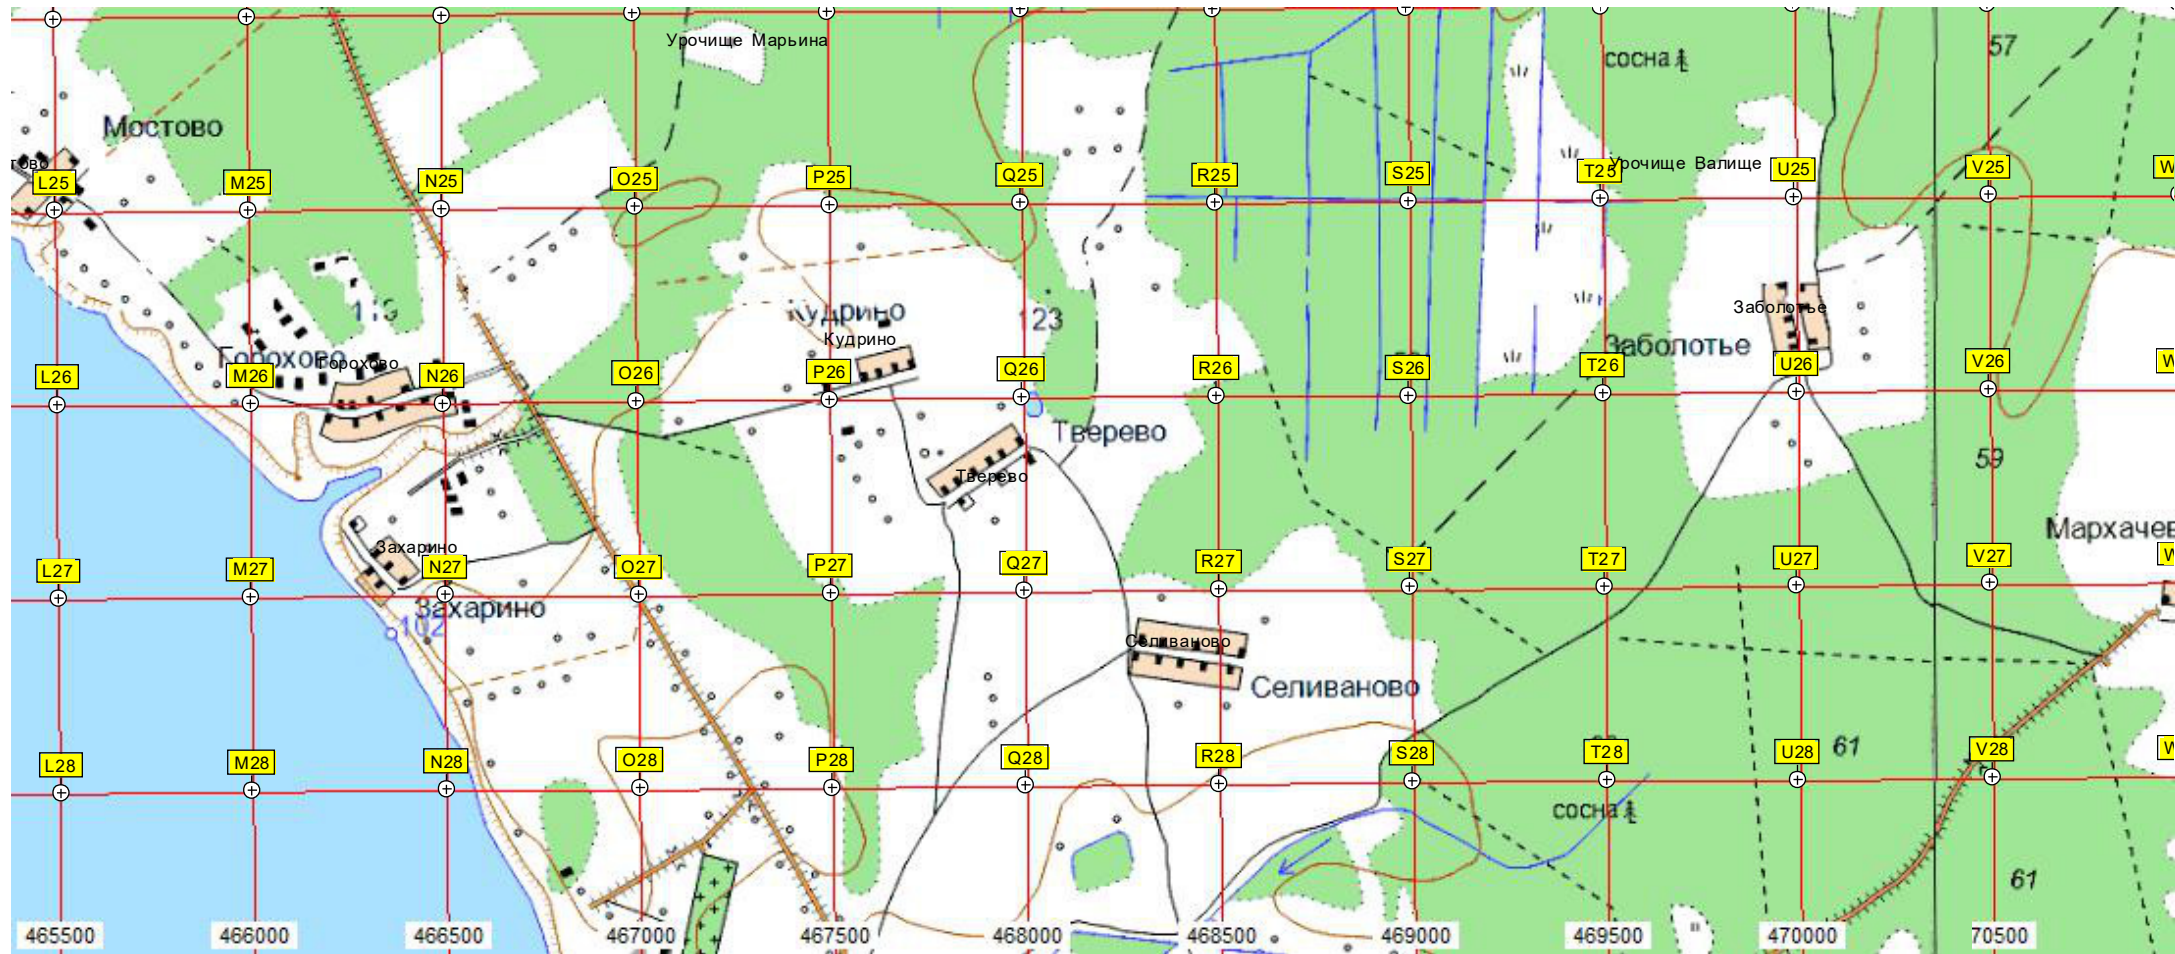 Урочище Марьина
57
сосна
Мостово
тово
Урочище Валище
L25
M25
N25
O25
P25
Q25
R25
S25
T25
U25
V25
W
Кудрино
123
Заболотье
Кудрино
Заболотье
Горохово
Горохово
L26
M26
N26
O26
P26
Q26
R26
S26
T26
U26
V26
W
Тверево
59
Тверево
Мархачев
Захарино
L27
M27
N27
O27
P27
Q27
R27
S27
T27
U27
V27
W
Захарино
102
Селиваново
Селиваново
L28
M28
N28
O28
P28
Q28
R28
S28
T28
U28
61
V28
W
сосна
61
465500
466000
466500
467000
467500
468000
468500
469000
469500
470000
70500